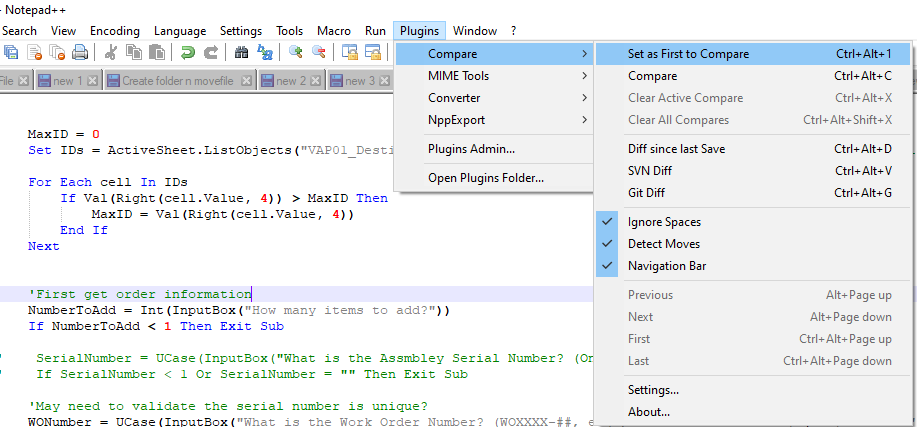 - Notepad++
Search View Encoding Language Settings Tools Macro Run Plugins Window ?
File new 1 Create folder n movefile new 2 new 3
Compare
MIME Tools
Converter
NppExport
Plugins Admin...
Open Plugins Folder...
Set as First to Compare Ctrl+Alt+1
Compare Ctrl+Alt+C
Clear Active Compare Ctrl+Alt+X
Clear All Compares Ctrl+Alt+Shift+X
Diff since last Save Ctrl+Alt+D
SVN Diff Ctrl+Alt+V
Git Diff Ctrl+Alt+G
Ignore Spaces
Detect Moves
Navigation Bar
Previous Alt+Page up
Next Alt+Page down
First Ctrl+Alt+Page up
Last Ctrl+Alt+Page down
Settings...
About...
MaxID = 0
Set IDs = ActiveSheet.ListObjects("VAP01_Desti
For Each cell In IDs
If Val(Right(cell.Value, 4)) > MaxID Then
MaxID = Val(Right(cell.Value, 4))
End If
Next
'First get order information
NumberToAdd = Int(InputBox("How many items to add?"))
If NumberToAdd < 1 Then Exit Sub
' SerialNumber = UCase(InputBox("What is the Assmbley Serial Number? (Or
' If SerialNumber < 1 Or SerialNumber = "" Then Exit Sub
'May need to validate the serial number is unique?
WONumber = UCase(InputBox("What is the Work Order Number? (WOXXXX-##, e